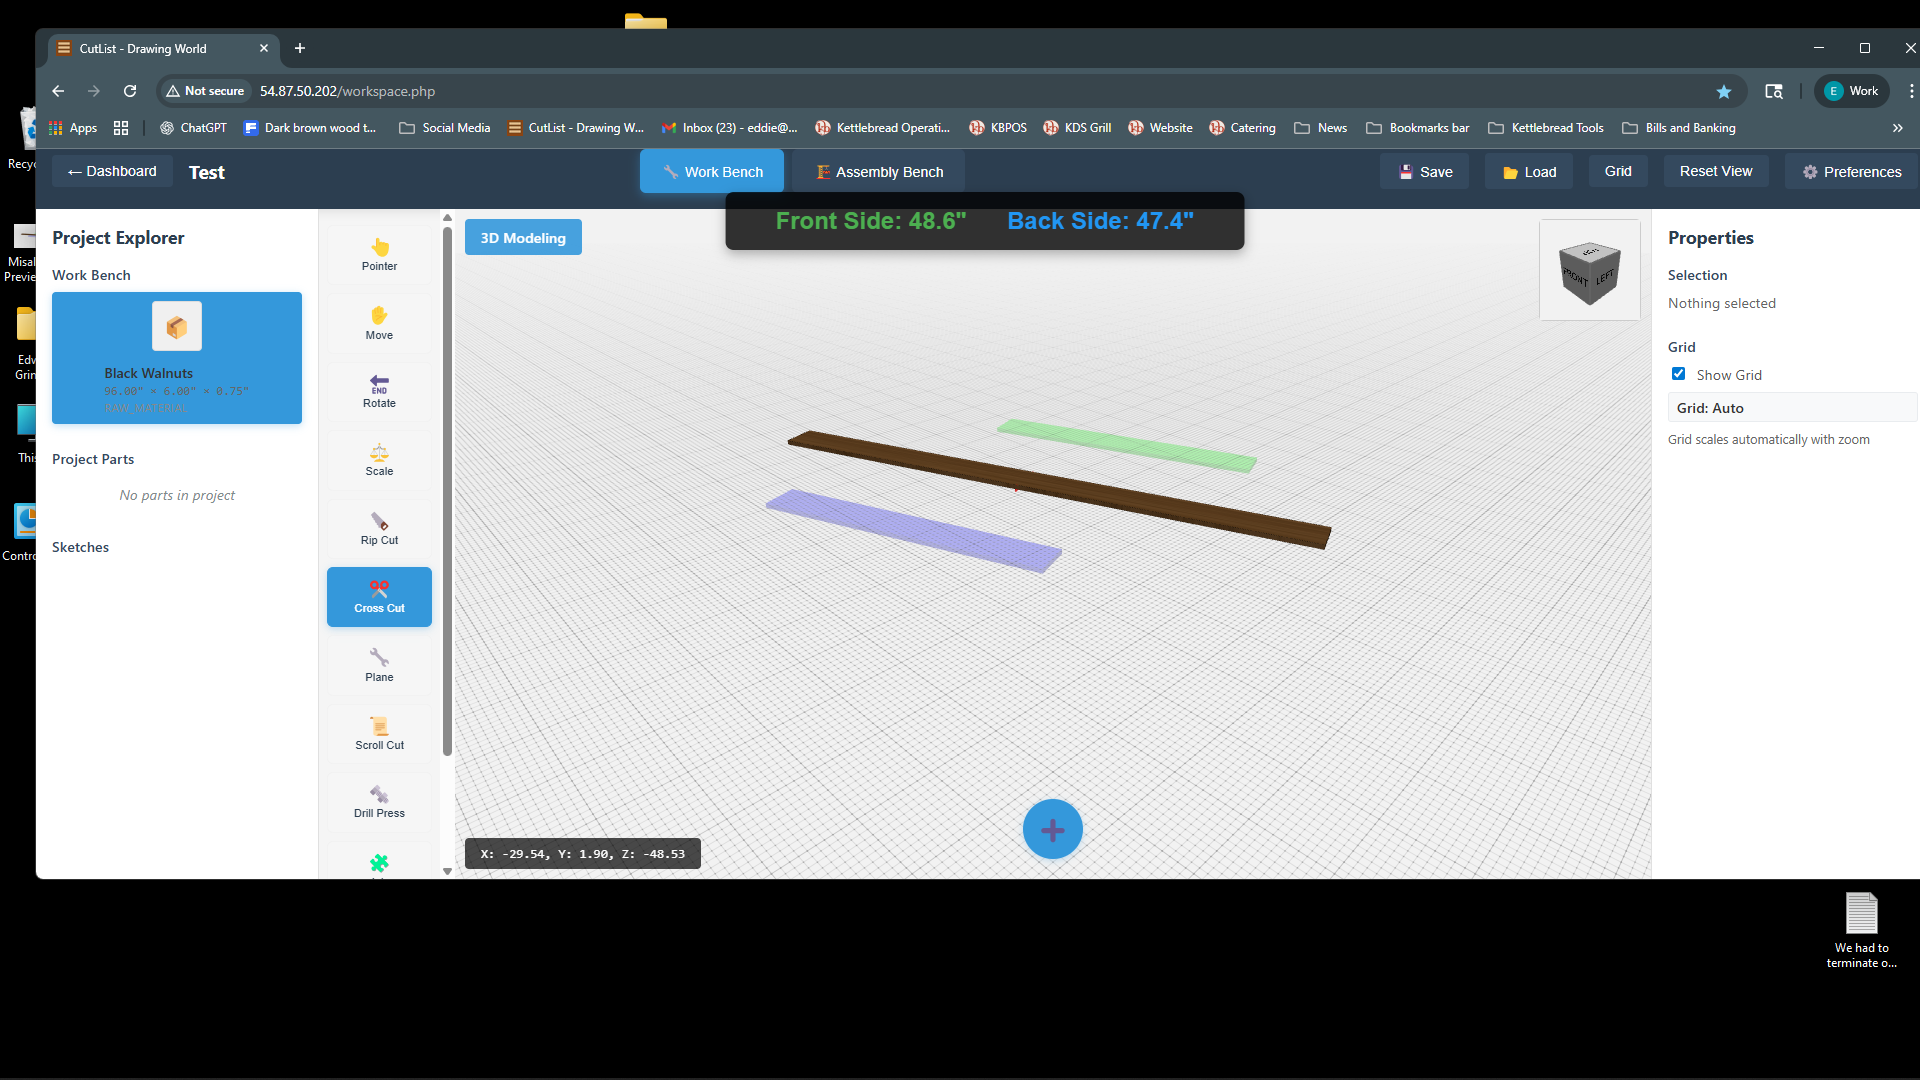 CutList - Drawing World
Not secure 54.87.50.202/workspace.php
Work
Apps ChatGPT Dark brown wood t... Social Media CutList - Drawing W... Inbox (23) - eddie@... Kettlebread Operati... KBPOS KDS Grill Website Catering News Bookmarks bar Kettlebread Tools Bills and Banking
← Dashboard Test Work Bench Assembly Bench Save Load Grid Reset View Preferences
Front Side: 48.6" Back Side: 47.4"
Project Explorer
Work Bench
Black Walnuts
96.00" × 6.00" × 0.75"
RAW MATERIAL
Project Parts
No parts in project
Sketches
Pointer
Move
END
Rotate
Scale
Rip Cut
Cross Cut
Plane
Scroll Cut
Drill Press
3D Modeling
FRONT LEFT
X: -29.54, Y: 1.90, Z: -48.53
Properties
Selection
Nothing selected
Grid
Show Grid
Grid: Auto
Grid scales automatically with zoom
Recyc
Misal
Previe
Edw
Grin
This
Contro
We had to
terminate o...